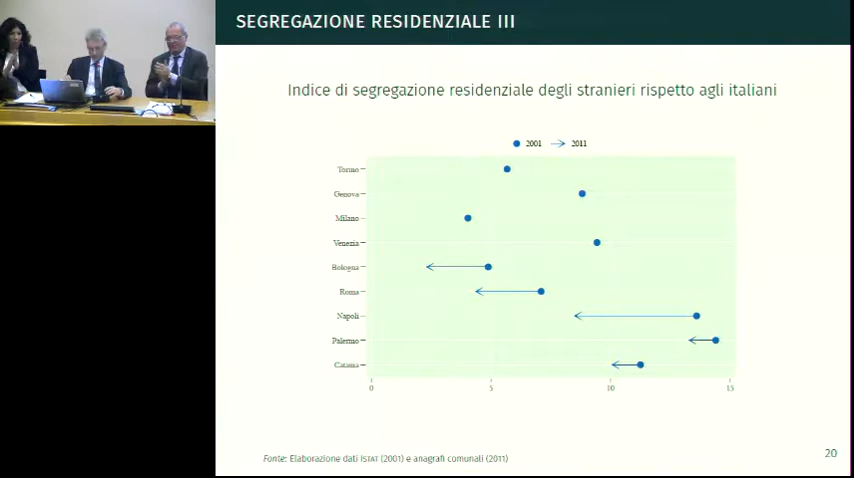 SEGREGAZIONE RESIDENZIALE III
Indice di segregazione residenziale degli stranieri rispetto agli italiani
2001 2011
Torino
Genova
Milano
Venezia
Bologna
Roma
Napoli
Palermo
Catania
0 5 10 15
Fonte: Elaborazione dati ISTAT (2001) e anagrafi comunali (2011)
20